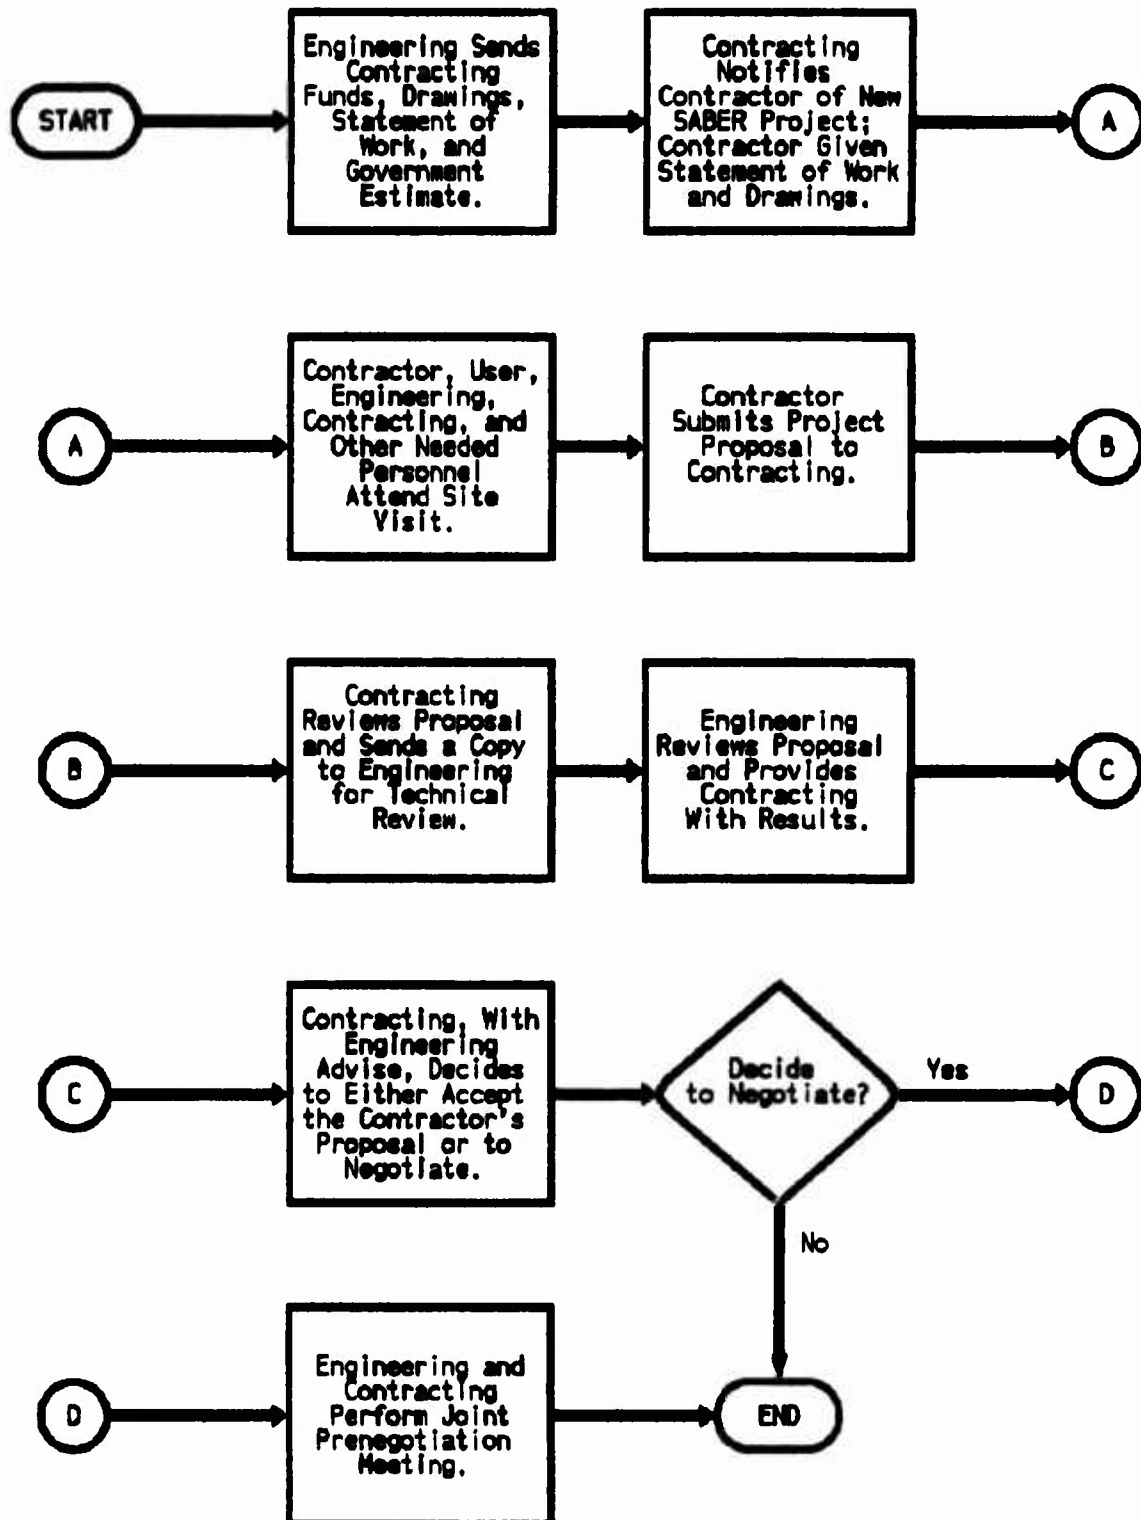 START
Engineering Sends
Contracting
Funds, Drawings,
Statement of
Work, and
Government
Estimate.
Contracting
Notifies
Contractor of New
SABER Project;
Contractor Given
Statement of Work
and Drawings.
A
A
Contractor, User,
Engineering,
Contracting, and
Other Needed
Personnel
Attend Site
Visit.
Contractor
Submits Project
Proposal to
Contracting.
B
B
Contracting
Reviews Proposal
and Sends a Copy
to Engineering
for Technical
Review.
Engineering
Reviews Proposal
and Provides
Contracting
With Results.
C
C
Contracting, With
Engineering
Advise, Decides
to Either Accept
the Contractor's
Proposal or to
Negotiate.
Decide
to Negotiate?
Yes
D
No
D
Engineering and
Contracting
Perform Joint
Prenegotiation
Meeting.
END